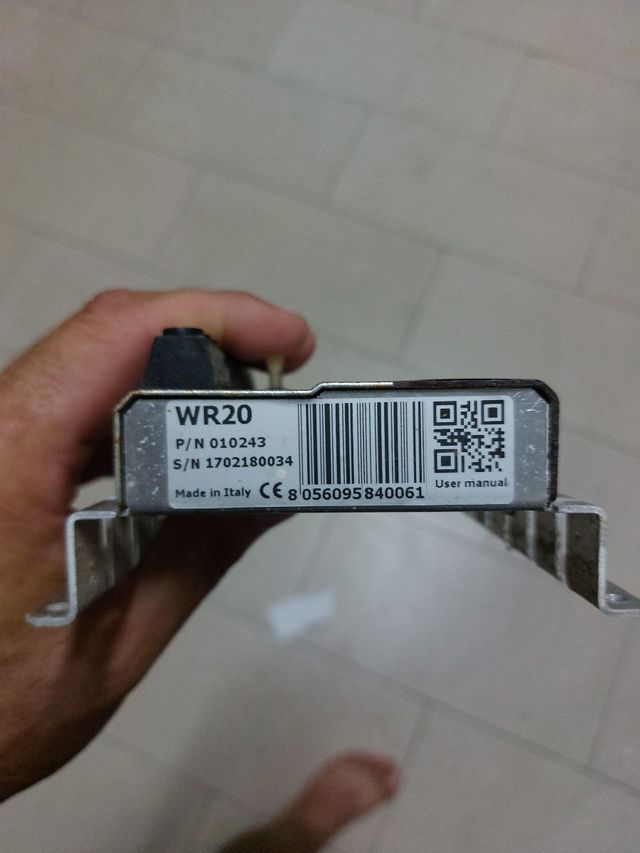 WR20
P/N 010243
S/N 1702180034
Made in Italy CE
8 056095 840061
User manual